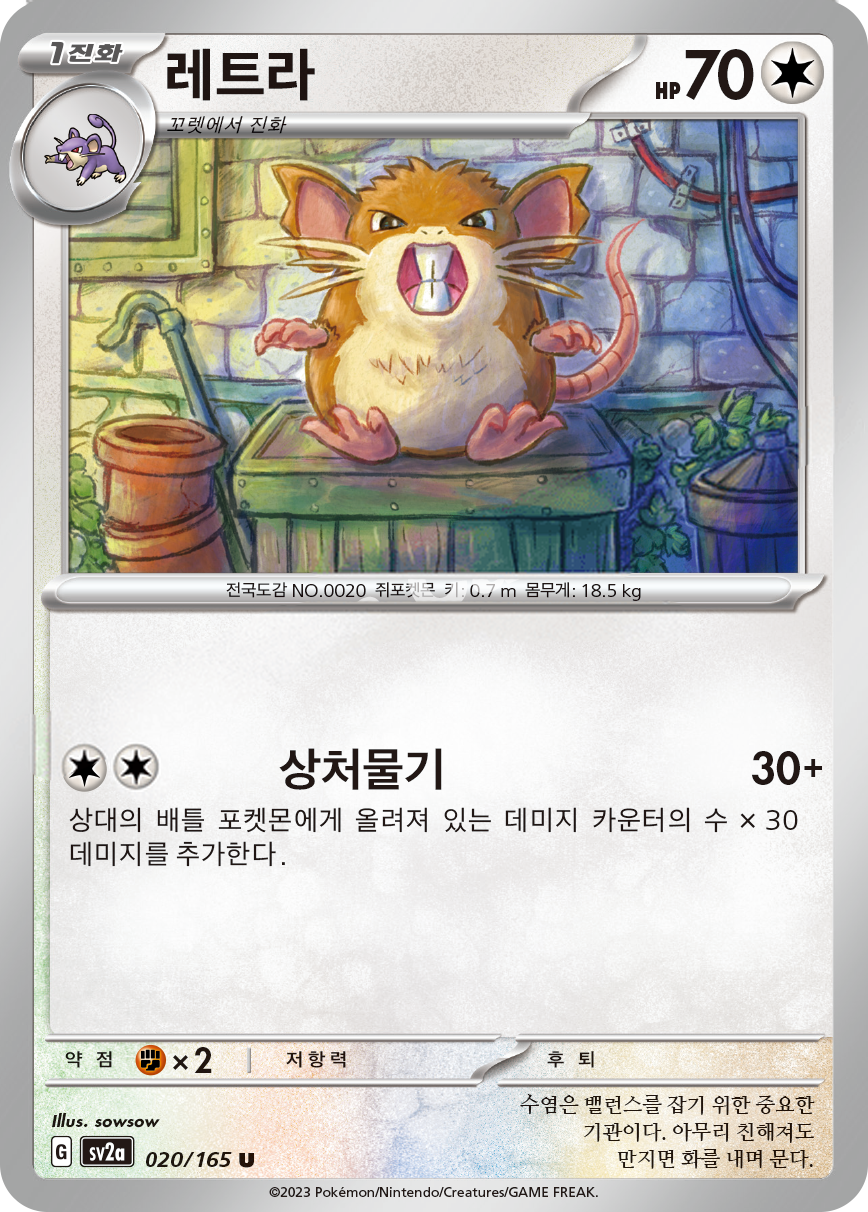 1진화
레트라
HP 70
꼬렛에서 진화
전국도감 NO.0020 쥐포켓몬 키: 0.7 m 몸무게: 18.5 kg
상처물기 30+
상대의 배틀 포켓몬에게 올려져 있는 데미지 카운터의 수 × 30
데미지를 추가한다.
약점 ×2 저항력 후퇴
수염은 밸런스를 잡기 위한 중요한
기관이다. 아무리 친해져도
만지면 화를 내며 문다.
Illus. sowsow
G sv2a 020/165 U
©2023 Pokémon/Nintendo/Creatures/GAME FREAK.